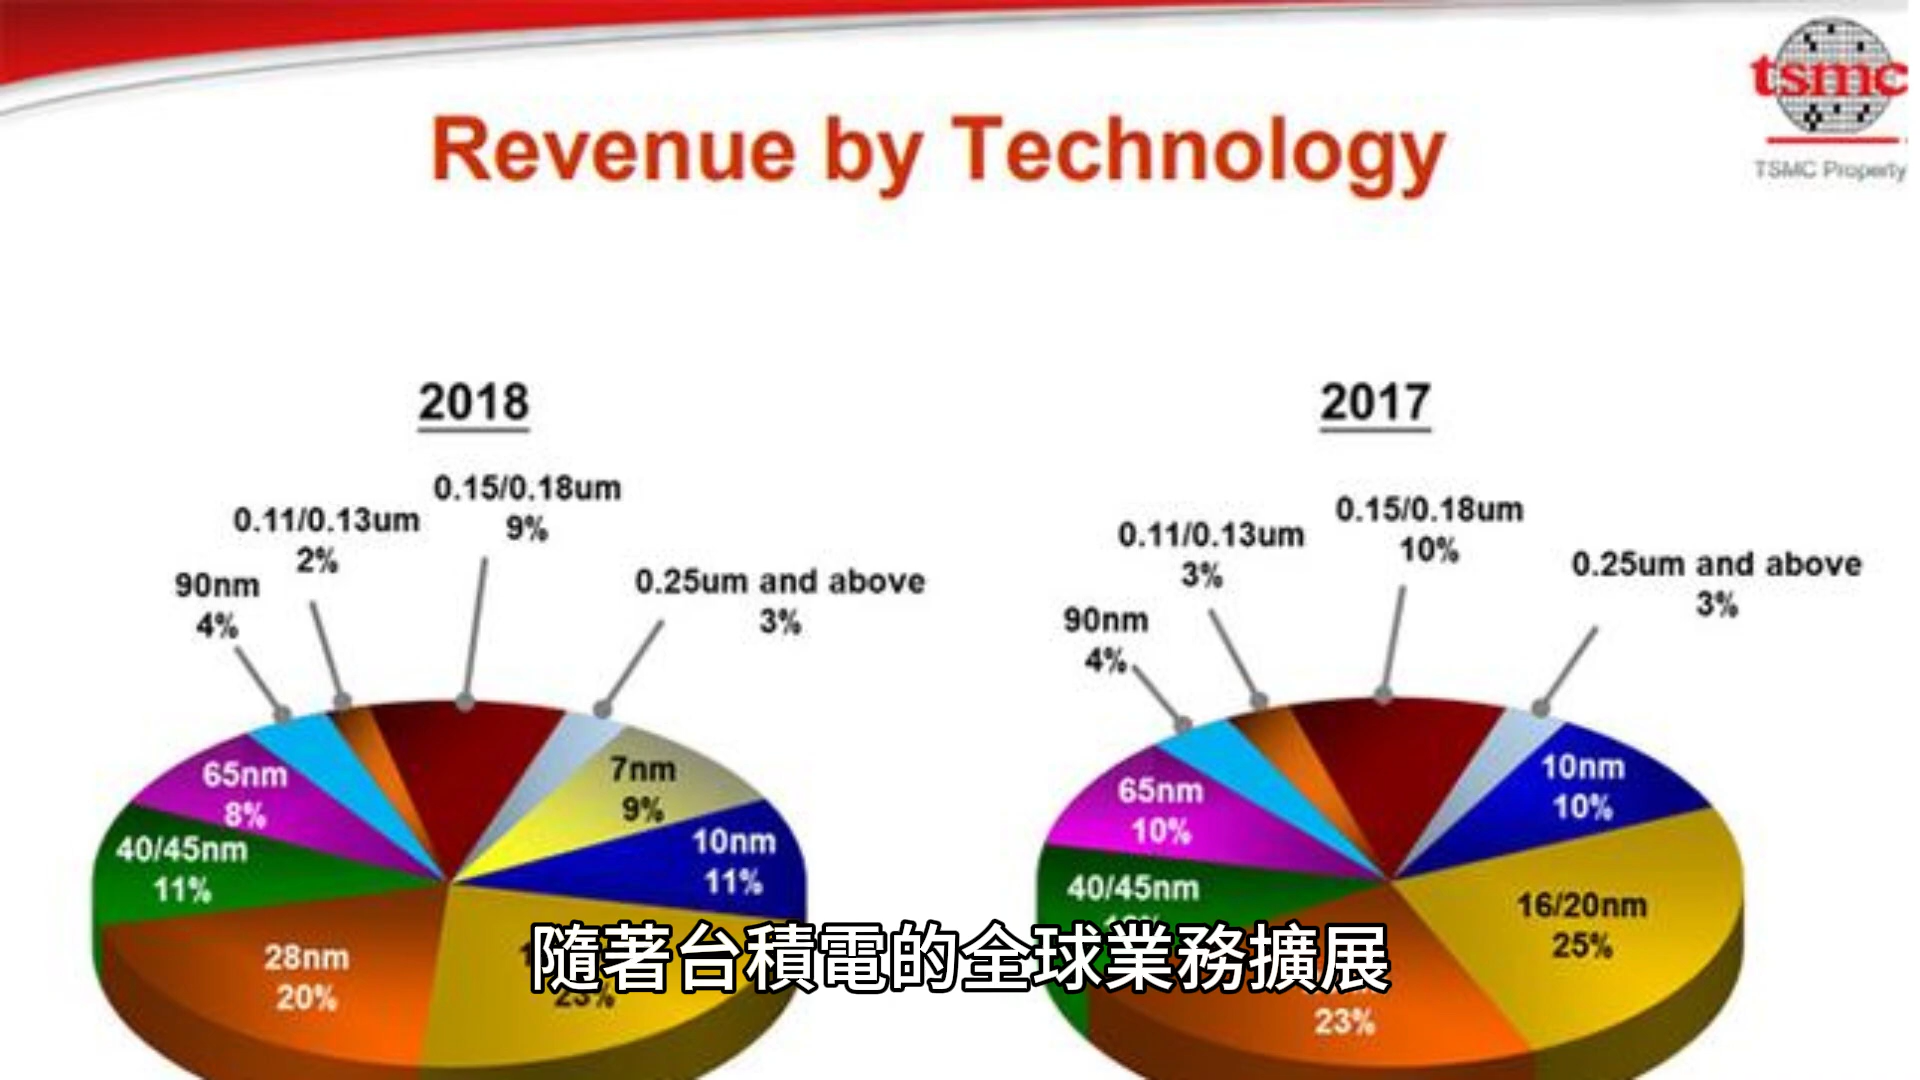 tsmc
TSMC Property
Revenue by Technology
2018
0.15/0.18um
9%
0.11/0.13um
2%
90nm
4%
0.25um and above
3%
7nm
9%
65nm
8%
10nm
11%
40/45nm
11%
28nm
20%
23%
2017
0.15/0.18um
10%
0.11/0.13um
3%
0.25um and above
3%
90nm
4%
10nm
10%
65nm
10%
40/45nm
16/20nm
25%
23%
隨著台積電的全球業務擴展